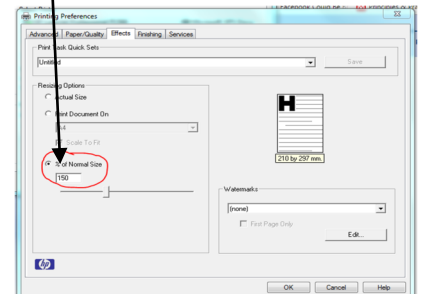 Printing Preferences
Advanced Paper/Quality Effects Finishing Services
Print Task Quick Sets
Untitled
Save
Resizing Options
Actual Size
Print Document On
Scale To Fit
% of Normal Size
150
210 by 297 mm.
Watermarks
(none)
First Page Only
Edit...
hp
OK Cancel Help